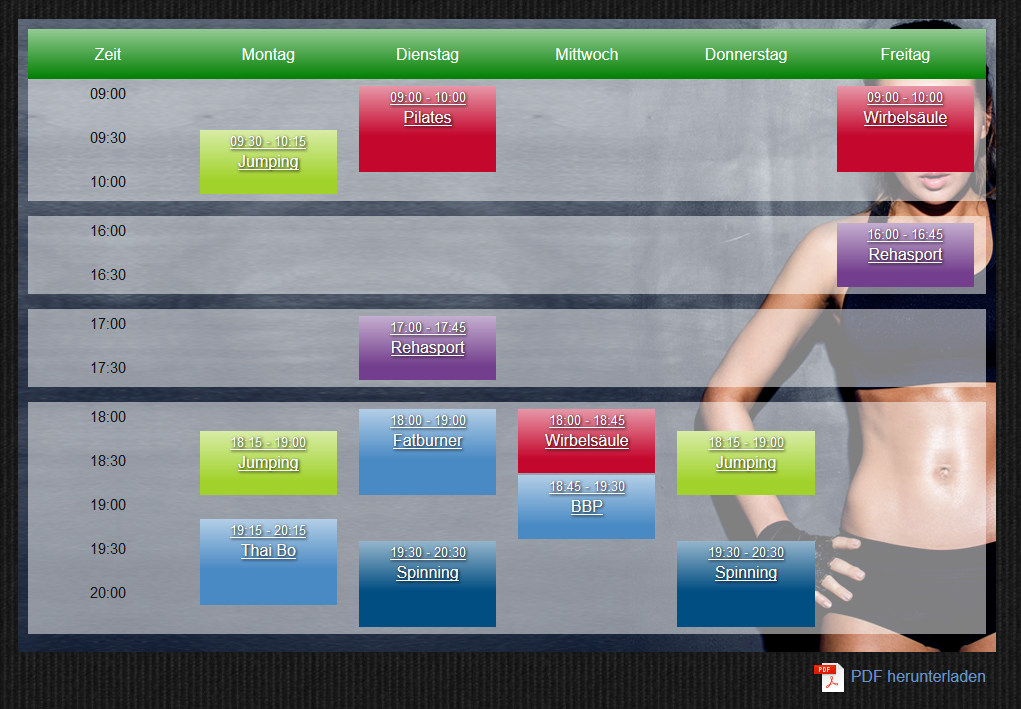 Zeit Montag Dienstag Mittwoch Donnerstag Freitag
09:00
09:00 - 10:00
Pilates
09:00 - 10:00
Wirbelsäule
09:30
09:30 - 10:15
Jumping
10:00
16:00
16:00 - 16:45
Rehasport
16:30
17:00
17:00 - 17:45
Rehasport
17:30
18:00
18:00 - 19:00
Fatburner
18:00 - 18:45
Wirbelsäule
18:15 - 19:00
Jumping
18:15 - 19:00
Jumping
18:30
18:45 - 19:30
BBP
19:00
19:15 - 20:15
Thai Bo
19:30
19:30 - 20:30
Spinning
19:30 - 20:30
Spinning
20:00
PDF
PDF herunterladen